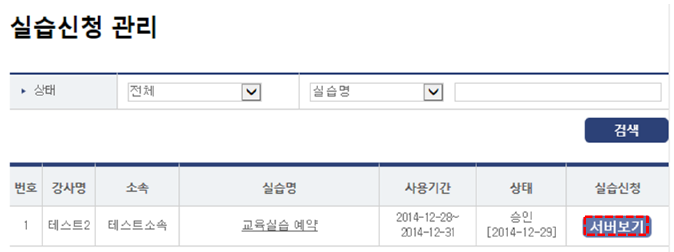 실습신청 관리
상태 전체 실습명
검색
번호 강사명 소속 실습명 사용기간 상태 실습신청
1 테스트2 테스트소속 교육실습 예약 2014-12-28~ 승인 서버보기
2014-12-31 [2014-12-29]